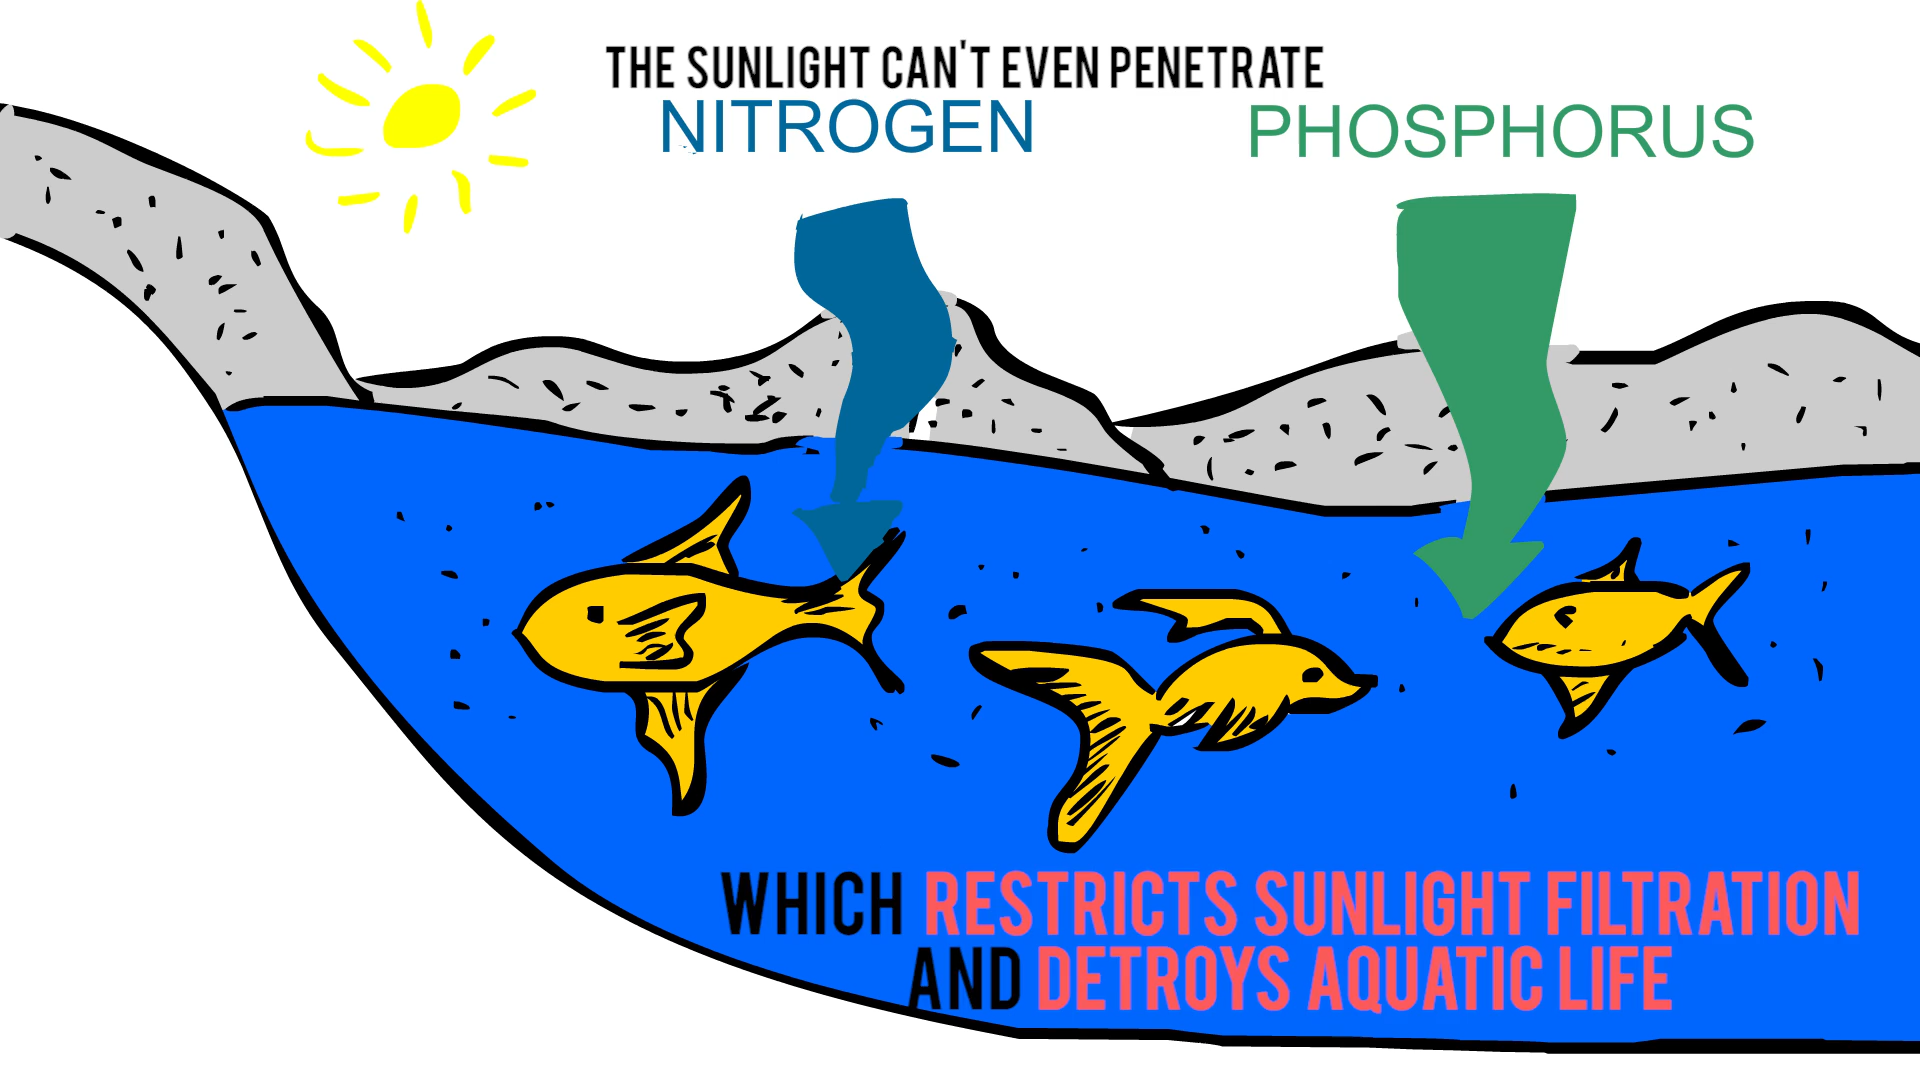 THE SUNLIGHT CAN'T EVEN PENETRATE
NITROGEN PHOSPHORUS
WHICH RESTRICTS SUNLIGHT FILTRATION
AND DETROYS AQUATIC LIFE